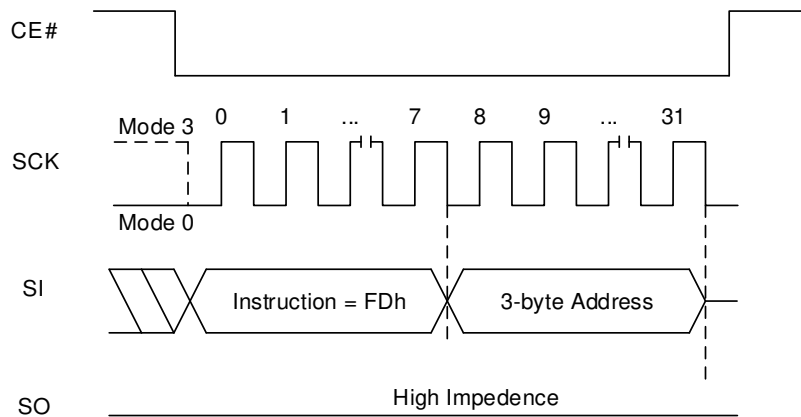 CE#
Mode 3 0 1 ... 7 8 9 ... 31
SCK
Mode 0
SI Instruction = FDh 3-byte Address
High Impedence
SO